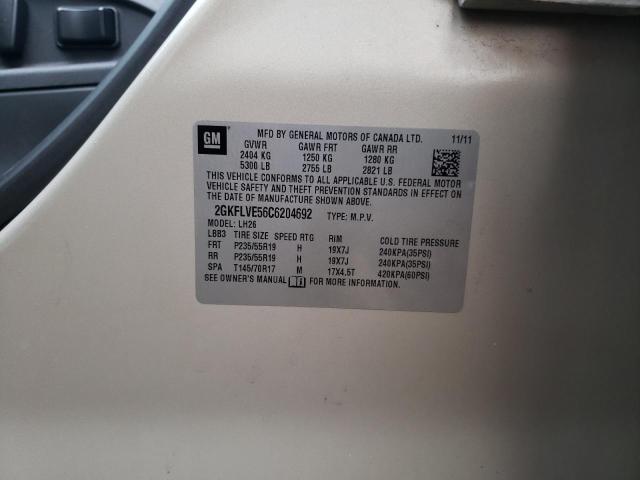 GM
MFD BY GENERAL MOTORS OF CANADA LTD. 11/11
GVWR GAWR FRT GAWR RR
2404 KG 1250 KG 1280 KG
5300 LB 2755 LB 2821 LB
THIS VEHICLE CONFORMS TO ALL APPLICABLE U.S. FEDERAL MOTOR
VEHICLE SAFETY AND THEFT PREVENTION STANDARDS IN EFFECT ON
THE DATE OF MANUFACTURE SHOWN ABOVE.
2GKFLVE56C6204692 TYPE: M.P.V.
MODEL: LH26
LBB3 TIRE SIZE SPEED RTG RIM COLD TIRE PRESSURE
FRT P235/55R19 H 19X7J 240KPA(35PSI)
RR P235/55R19 H 19X7J 240KPA(35PSI)
SPA T145/70R17 M 17X4.5T 420KPA(60PSI)
SEE OWNER'S MANUAL FOR MORE INFORMATION.